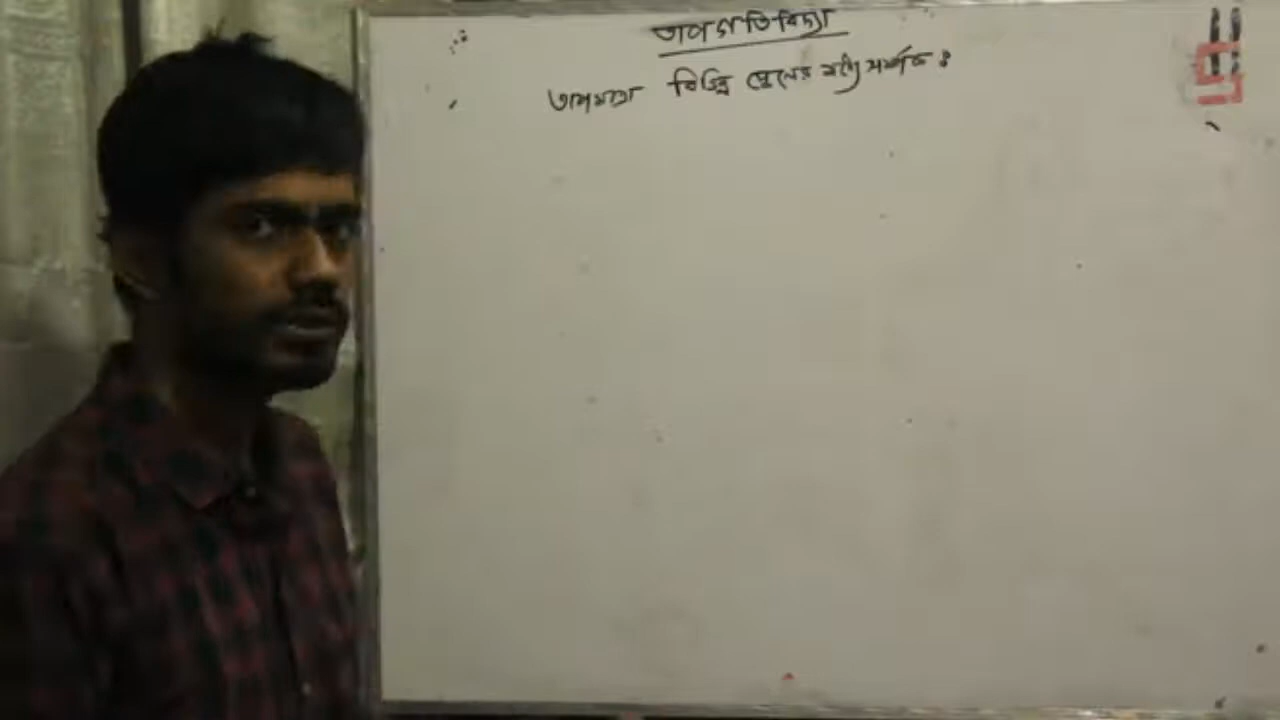 তাপগতিবিদ্যা
তাপমাত্রা বিভিন্ন স্কেলের মধ্যে সম্পর্ক :